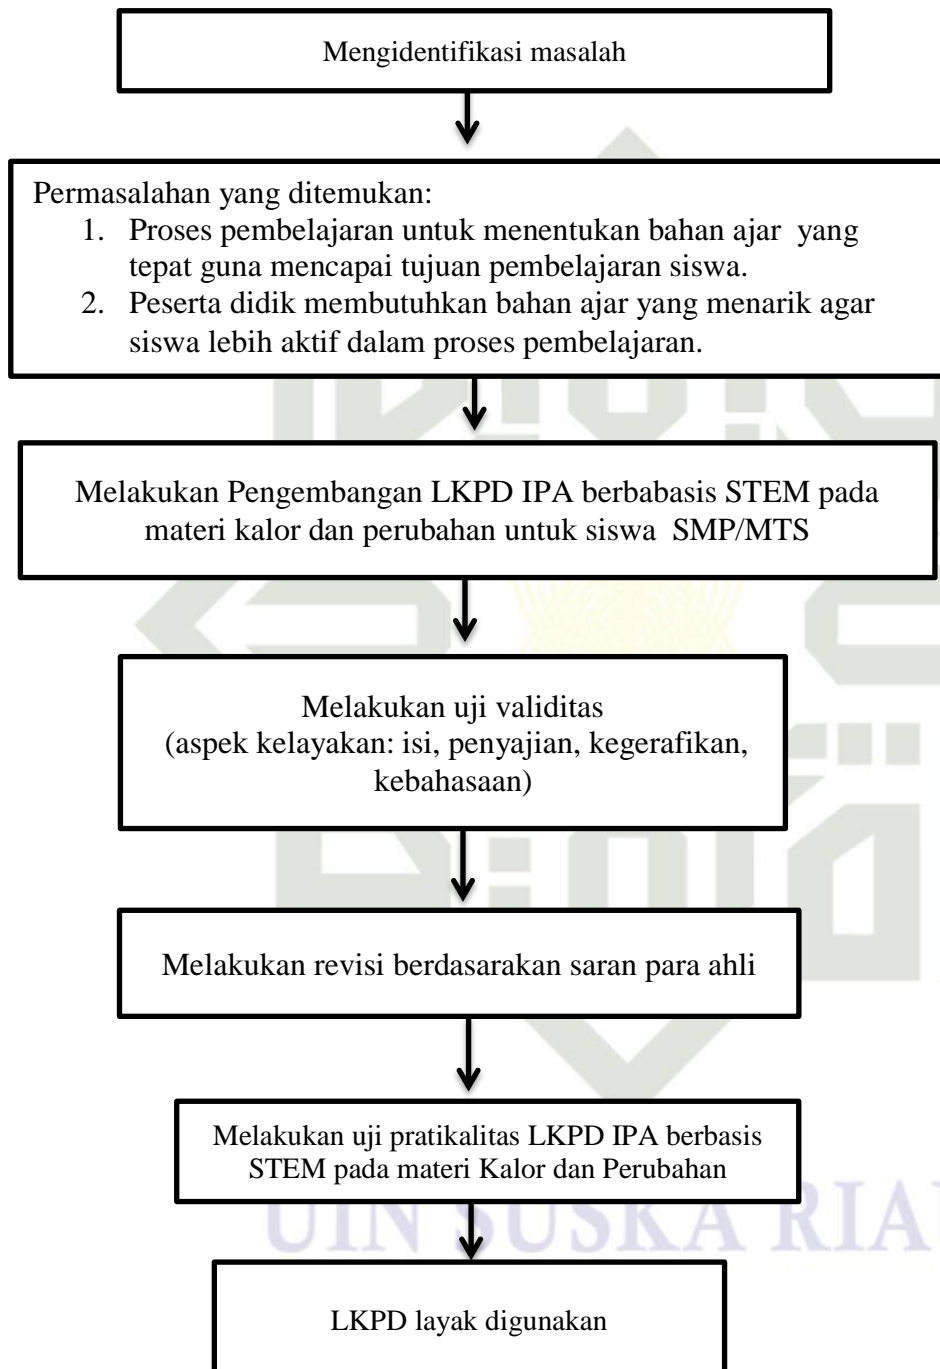 Mengidentifikasi masalah
Permasalahan yang ditemukan:
1. Proses pembelajaran untuk menentukan bahan ajar yang
tepat guna mencapai tujuan pembelajaran siswa.
2. Peserta didik membutuhkan bahan ajar yang menarik agar
siswa lebih aktif dalam proses pembelajaran.
Melakukan Pengembangan LKPD IPA berbabasis STEM pada
materi kalor dan perubahan untuk siswa SMP/MTS
Melakukan uji validitas
(aspek kelayakan: isi, penyajian, kegerafikan,
kebahasaan)
Melakukan revisi berdasarakan saran para ahli
Melakukan uji pratikalitas LKPD IPA berbasis
STEM pada materi Kalor dan Perubahan
UIN SUSKA RIA
LKPD layak digunakan